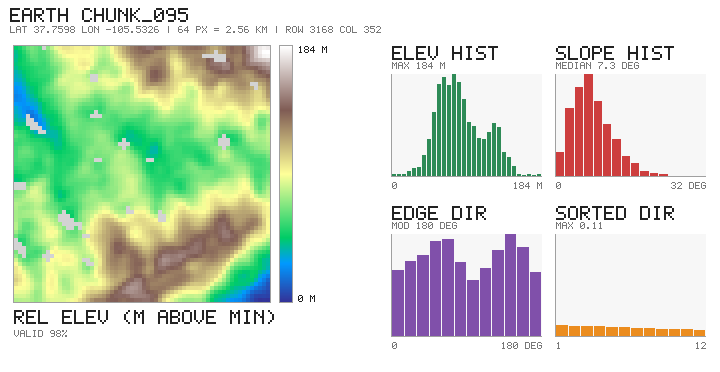 EARTH CHUNK_095
LAT 37.7598 LON -105.5326 | 64 PX = 2.56 KM | ROW 3168 COL 352
184 M
0 M
REL ELEV (M ABOVE MIN)
VALID 98%
ELEV HIST
MAX 184 M
0 184 M
SLOPE HIST
MEDIAN 7.3 DEG
0 32 DEG
EDGE DIR
MOD 180 DEG
0 180 DEG
SORTED DIR
MAX 0.11
1 12